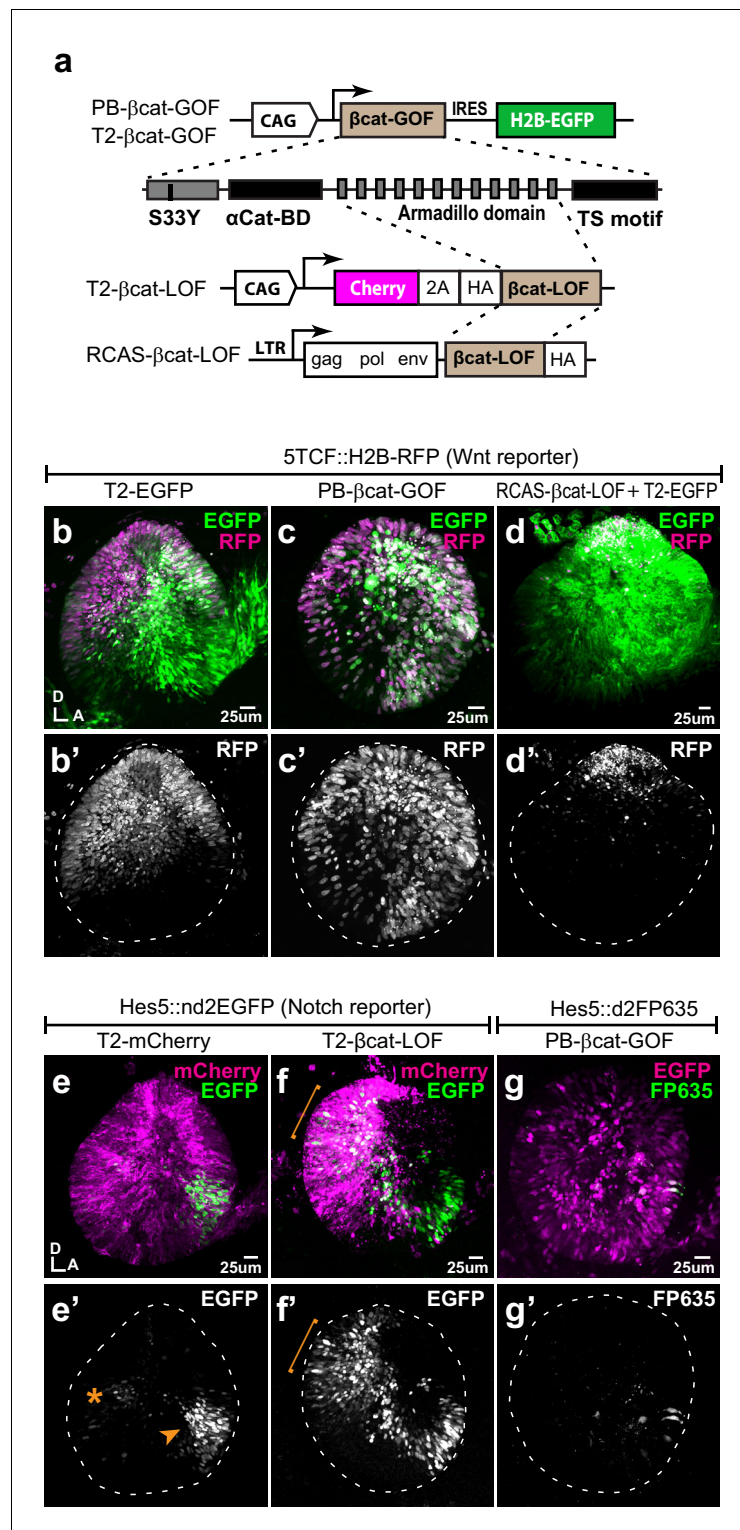 a
PB-βcat-GOF
T2-βcat-GOF
CAG
βcat-GOF
IRES
H2B-EGFP
S33Y
αCat-BD
Armadillo domain
TS motif
T2-βcat-LOF
CAG
Cherry
2A
HA
βcat-LOF
RCAS-βcat-LOF
LTR
gag pol env
βcat-LOF
HA
5TCF::H2B-RFP (Wnt reporter)
T2-EGFP
PB-βcat-GOF
RCAS-βcat-LOF + T2-EGFP
b
EGFP
RFP
D
A
25um
c
EGFP
RFP
25um
d
EGFP
RFP
25um
b'
RFP
c'
RFP
d'
RFP
Hes5::nd2EGFP (Notch reporter)
Hes5::d2FP635
T2-mCherry
T2-βcat-LOF
PB-βcat-GOF
e
mCherry
EGFP
D
A
25um
f
mCherry
EGFP
25um
g
EGFP
FP635
25um
e'
EGFP
*
f'
EGFP
g'
FP635